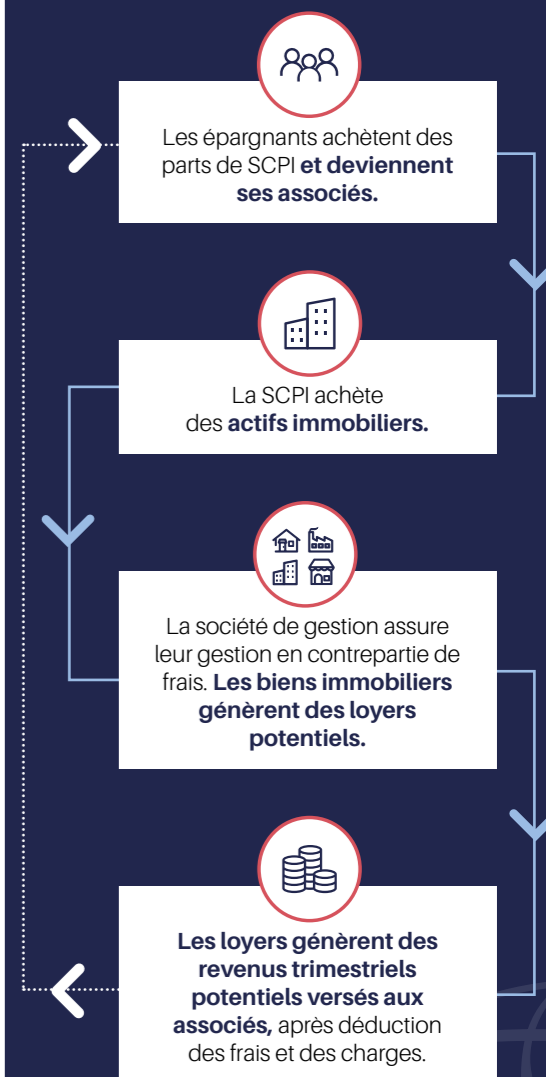 Les épargnants achètent des
parts de SCPI et deviennent
ses associés.
La SCPI achète
des actifs immobiliers.
La société de gestion assure
leur gestion en contrepartie de
frais. Les biens immobiliers
génèrent des loyers
potentiels.
Les loyers génèrent des
revenus trimestriels
potentiels versés aux
associés, après déduction
des frais et des charges.